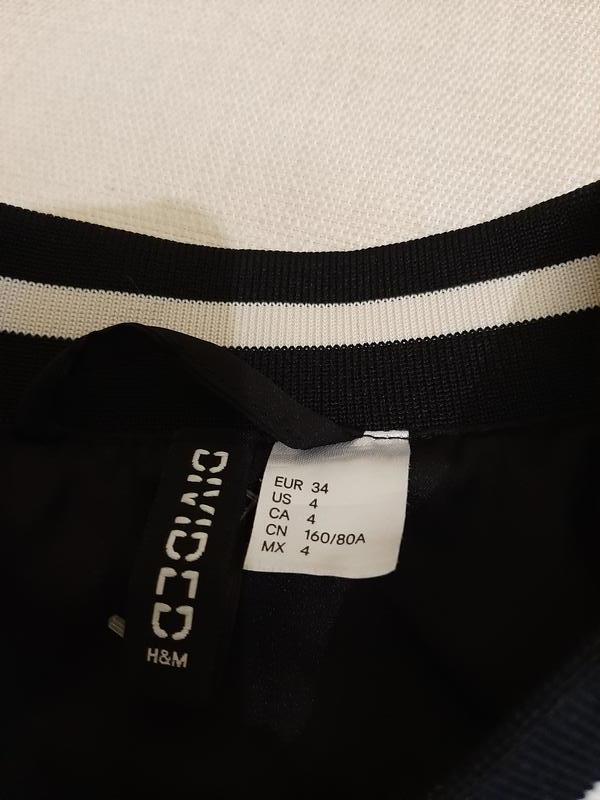 DIVIDED
H&M
EUR 34
US 4
CA 4
CN 160/80A
MX 4